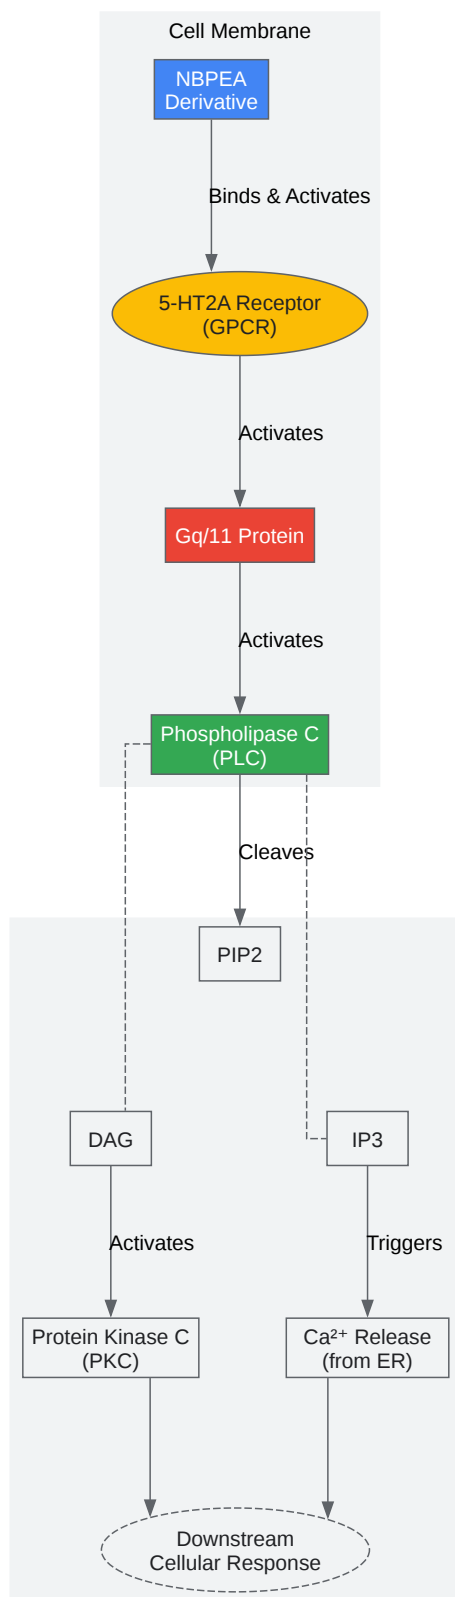 Cell Membrane
NBPEA
Derivative
Binds & Activates
5-HT2A Receptor
(GPCR)
Activates
Gq/11 Protein
Activates
Phospholipase C
(PLC)
Cleaves
PIP2
DAG
IP3
Activates
Triggers
Protein Kinase C
(PKC)
Ca²⁺ Release
(from ER)
Downstream
Cellular Response